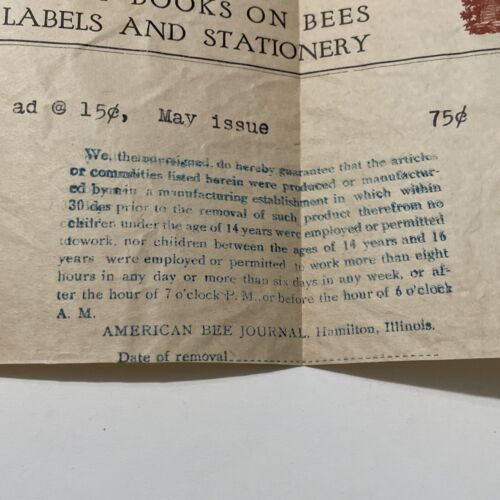 BOOKS ON BEES
LABELS AND STATIONERY
ad @ 15¢, May issue 75¢
We, the undersigned, do hereby guarantee that the articles
or commodities listed herein were produced or manufactur-
ed by in a manufacturing establishment in which within
30 prior to the removal of such product therefrom no
under the age of 14 years were employed or permitted
work, nor children between the ages of 14 years and 16
years were employed or permitted to work more than eight
hours in any day or more than six days in any week, or af-
ter the hour of 7 o'clock P. M., or before the hour of 6 o'clock
A. M.
AMERICAN BEE JOURNAL, Hamilton, Illinois.
Date of removal